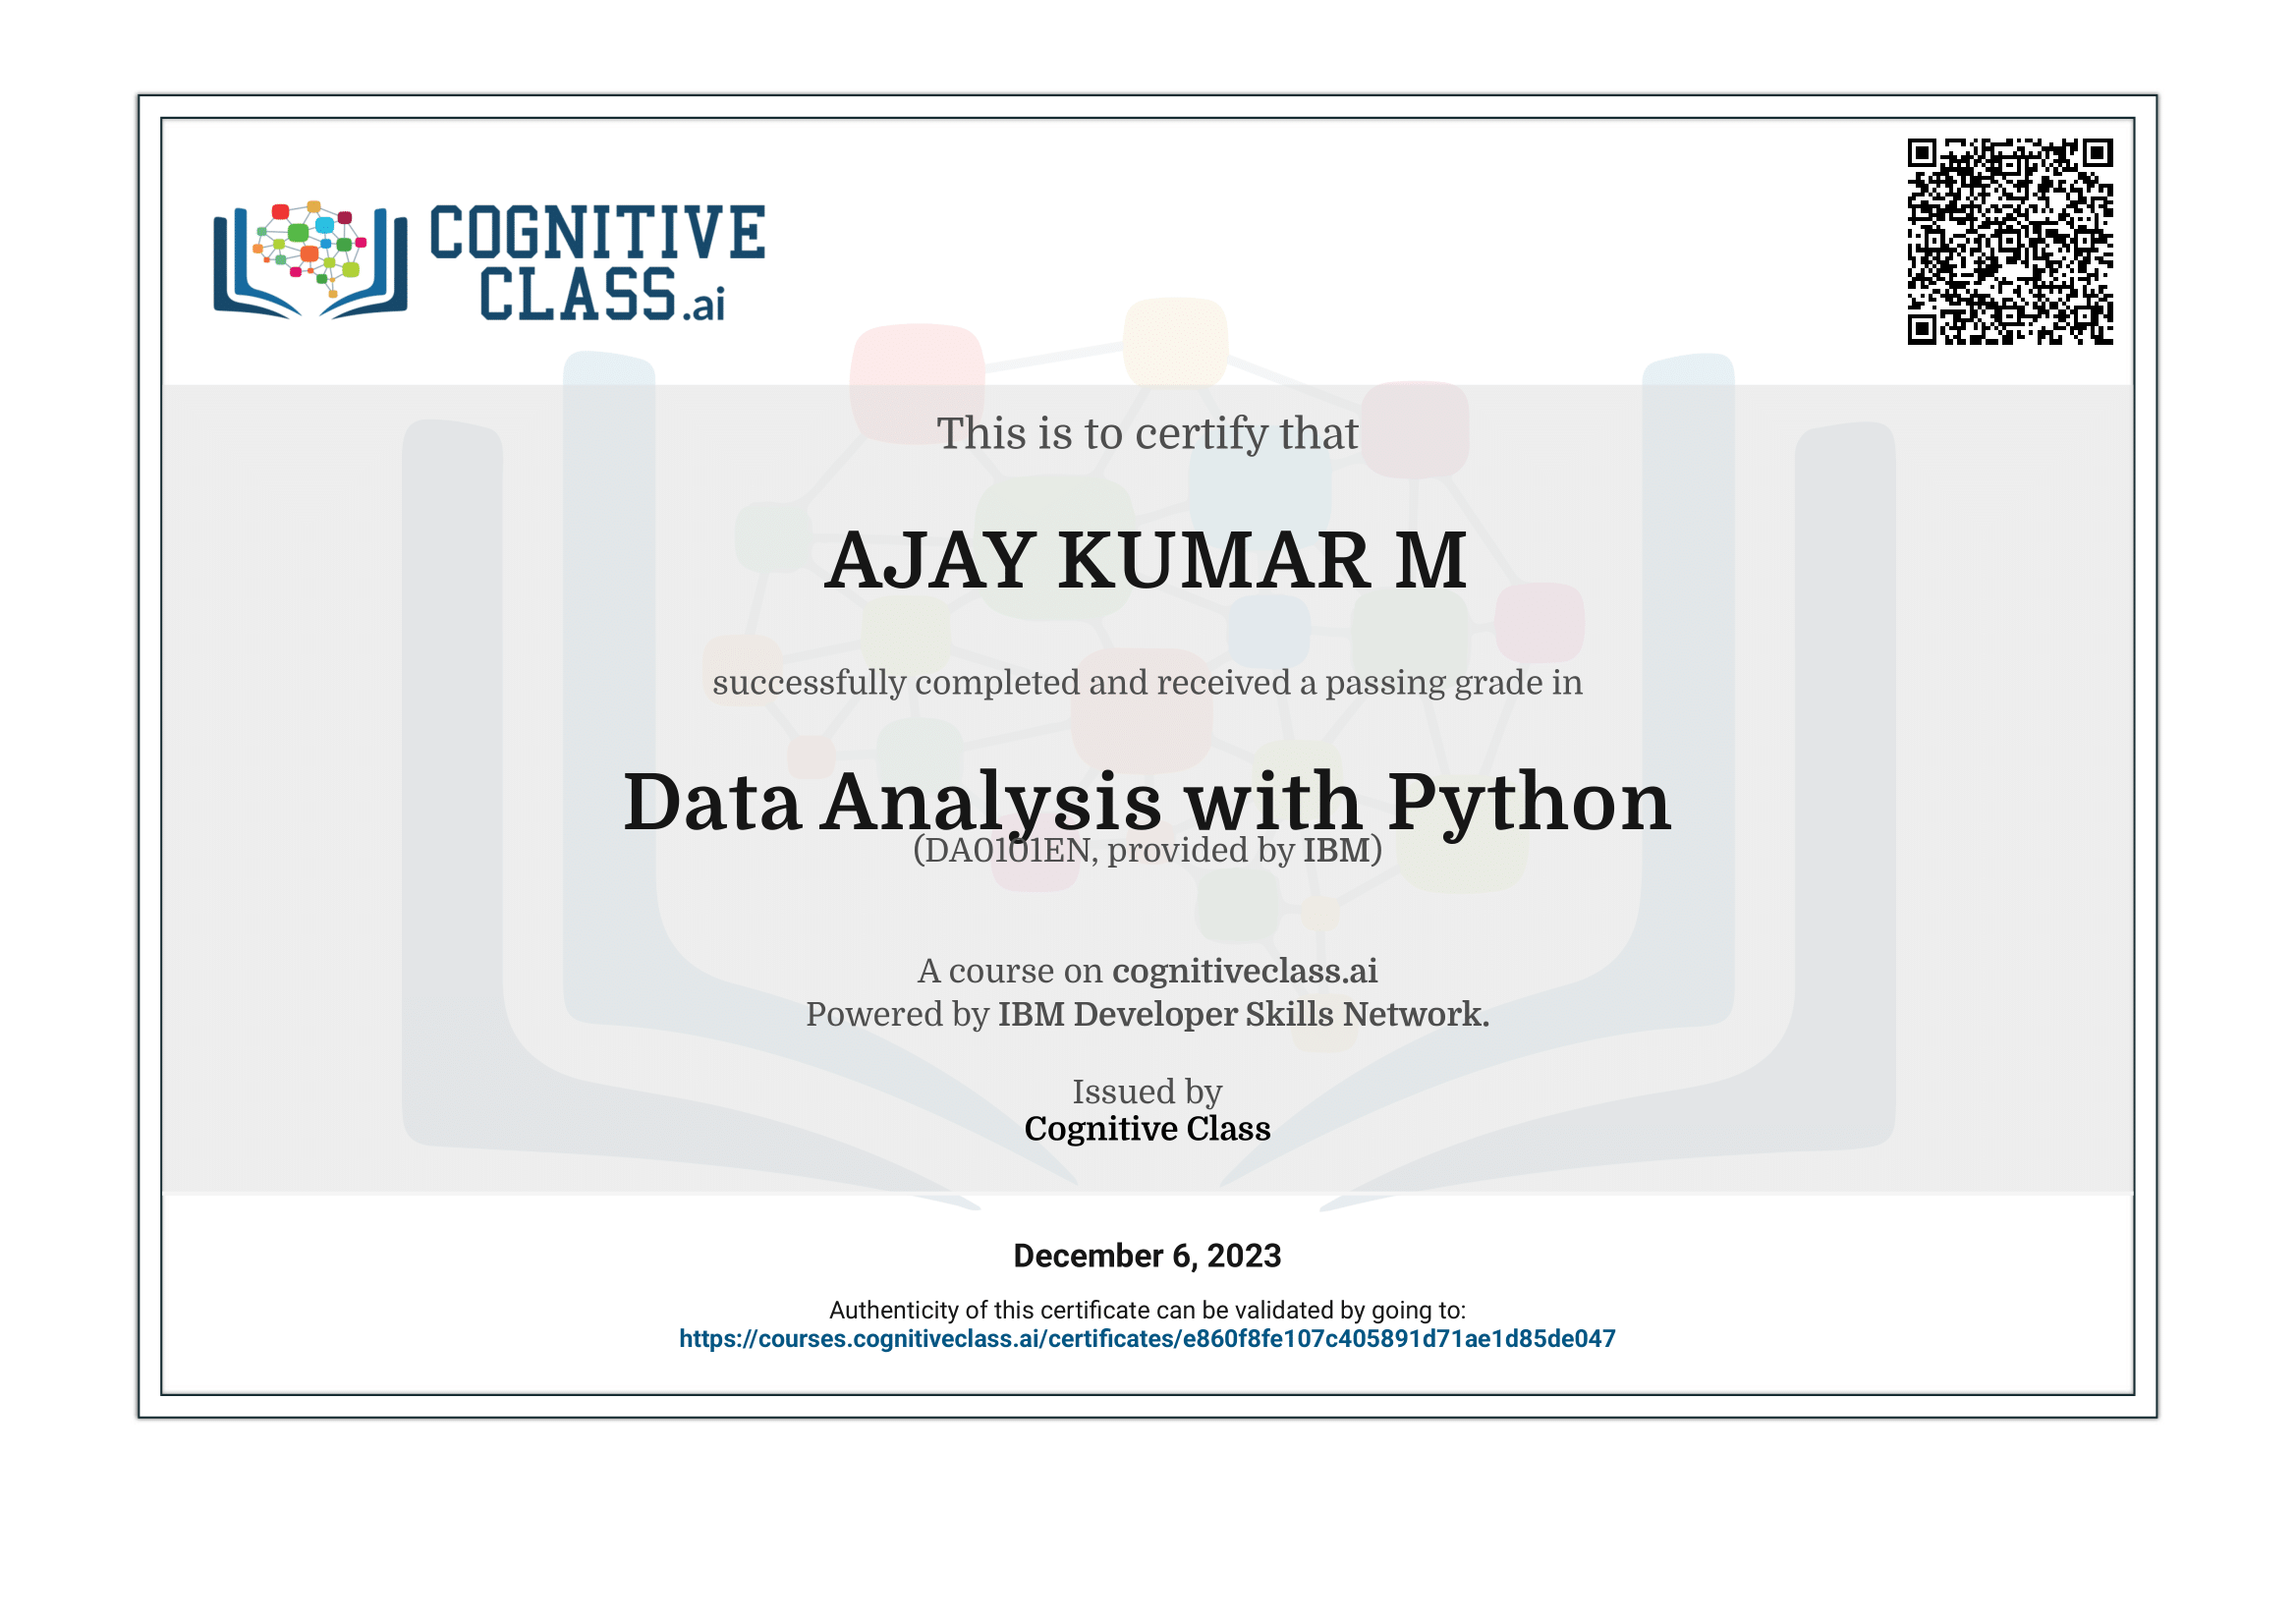 COGNITIVE
CLASS.ai
This is to certify that
AJAY KUMAR M
successfully completed and received a passing grade in
Data Analysis with Python
(DA0101EN, provided by IBM)
A course on cognitiveclass.ai
Powered by IBM Developer Skills Network.
Issued by
Cognitive Class
December 6, 2023
Authenticity of this certificate can be validated by going to:
https://courses.cognitiveclass.ai/certificates/e860f8fe107c405891d71ae1d85de047